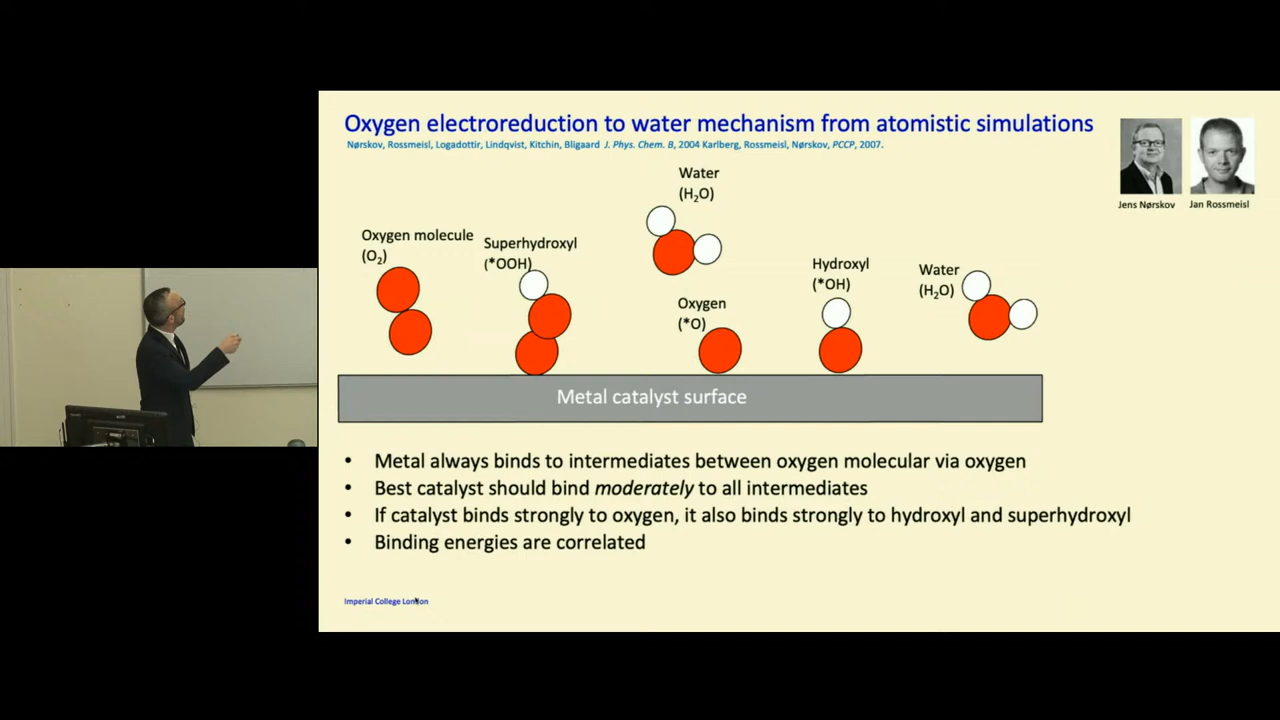 Oxygen electroreduction to water mechanism from atomistic simulations
Nørskov, Rossmeisl, Logadottir, Lindqvist, Kitchin, Bligaard J. Phys. Chem. B, 2004 Karlberg, Rossmeisl, Nørskov, PCCP, 2007.
Jens Nørskov
Jan Rossmeisl
Water
(H₂O)
Oxygen molecule
(O₂)
Superhydroxyl
(*OOH)
Oxygen
(*O)
Hydroxyl
(*OH)
Water
(H₂O)
Metal catalyst surface
• Metal always binds to intermediates between oxygen molecular via oxygen
• Best catalyst should bind moderately to all intermediates
• If catalyst binds strongly to oxygen, it also binds strongly to hydroxyl and superhydroxyl
• Binding energies are correlated
Imperial College London